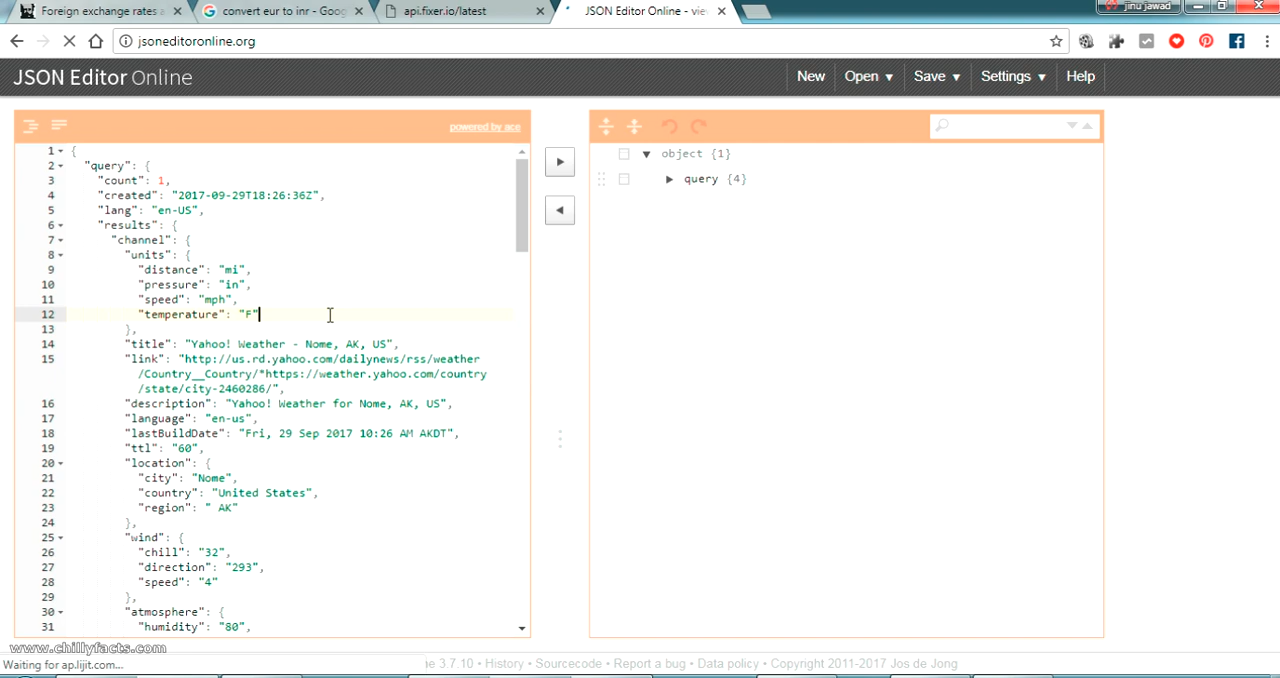 Foreign exchange rates a
convert eur to inr - Goog
api.fixer.io/latest
JSON Editor Online - vie
jinu jawad
jsoneditoronline.org
JSON Editor Online
New
Open
Save
Settings
Help
powered by ace
1 {
2 "query": {
3 "count": 1,
4 "created": "2017-09-29T18:26:36Z",
5 "lang": "en-US",
6 "results": {
7 "channel": {
8 "units": {
9 "distance": "mi",
10 "pressure": "in",
11 "speed": "mph",
12 "temperature": "F"
13 },
14 "title": "Yahoo! Weather - Nome, AK, US",
15 "link": "http://us.rd.yahoo.com/dailynews/rss/weather
/Country__Country/*https://weather.yahoo.com/country
/state/city-2460286/",
16 "description": "Yahoo! Weather for Nome, AK, US",
17 "language": "en-us",
18 "lastBuildDate": "Fri, 29 Sep 2017 10:26 AM AKDT",
19 "ttl": "60",
20 "location": {
21 "city": "Nome",
22 "country": "United States",
23 "region": " AK"
24 },
25 "wind": {
26 "chill": "32",
27 "direction": "293",
28 "speed": "4"
29 },
30 "atmosphere": {
31 "humidity": "80",
object {1}
query {4}
www.chillyfacts.com
Waiting for ap.lijit.com...
3.7.10 • History • Sourcecode • Report a bug • Data policy • Copyright 2011-2017 Jos de Jong